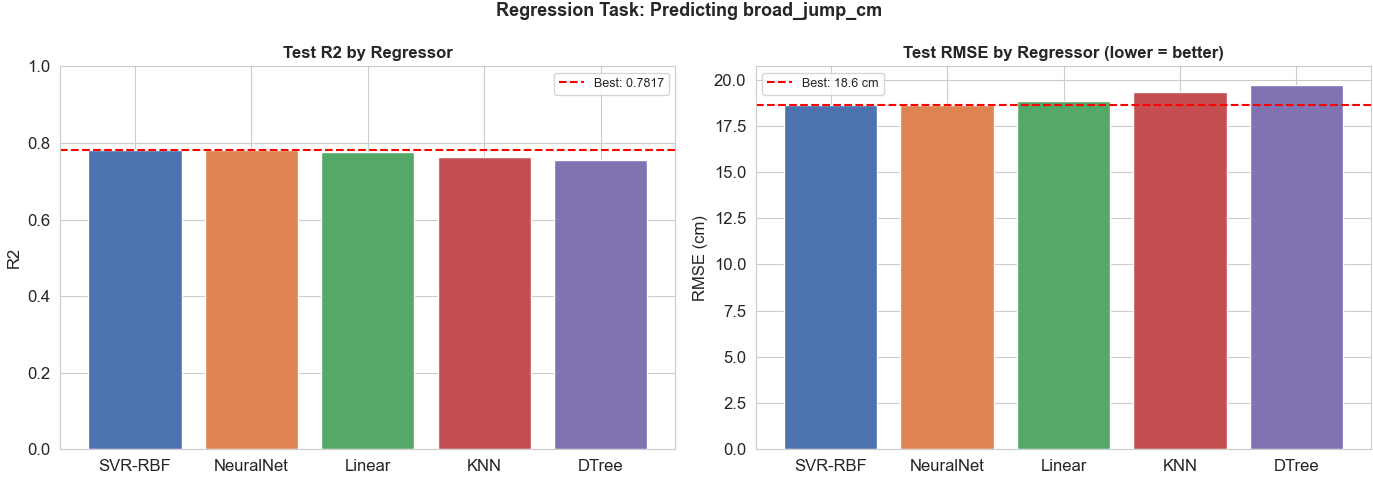 Regression Task: Predicting broad_jump_cm
Test R2 by Regressor
Best: 0.7817
1.0
0.8
0.6
0.4
0.2
0.0
R2
SVR-RBF
NeuralNet
Linear
KNN
DTree
Test RMSE by Regressor (lower = better)
Best: 18.6 cm
20.0
17.5
15.0
12.5
10.0
7.5
5.0
2.5
0.0
RMSE (cm)
SVR-RBF
NeuralNet
Linear
KNN
DTree